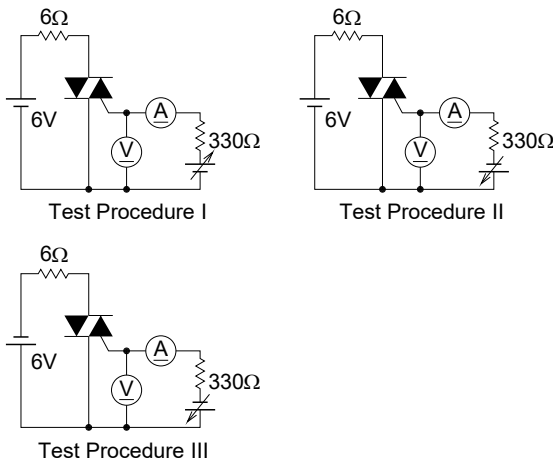 6Ω
6V
A
V
330Ω
Test Procedure I
6Ω
6V
A
V
330Ω
Test Procedure II
6Ω
6V
A
V
330Ω
Test Procedure III